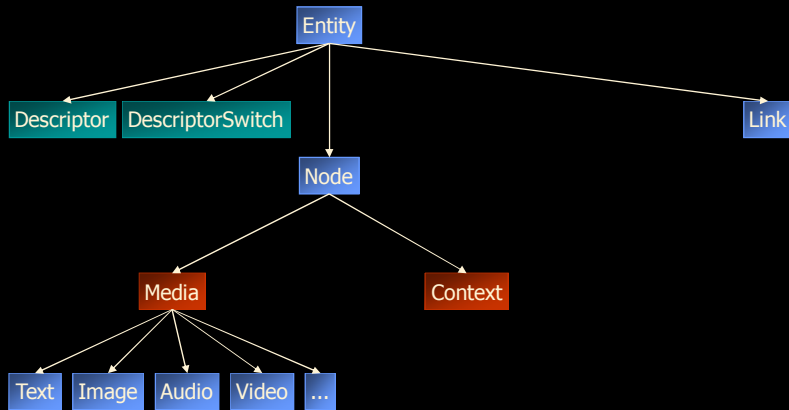 Entity
Descriptor
DescriptorSwitch
Link
Node
Media
Context
Text
Image
Audio
Video
...